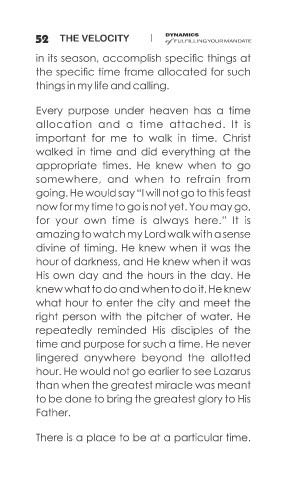 52 THE VELOCITY | DYNAMICS
of FULFILLING YOUR MANDATE
in its season, accomplish specific things at
the specific time frame allocated for such
things in my life and calling.
Every purpose under heaven has a time
allocation and a time attached. It is
important for me to walk in time. Christ
walked in time and did everything at the
appropriate times. He knew when to go
somewhere, and when to refrain from
going. He would say “I will not go to this feast
now for my time to go is not yet. You may go,
for your own time is always here.” It is
amazing to watch my Lord walk with a sense
divine of timing. He knew when it was the
hour of darkness, and He knew when it was
His own day and the hours in the day. He
knew what to do and when to do it. He knew
what hour to enter the city and meet the
right person with the pitcher of water. He
repeatedly reminded His disciples of the
time and purpose for such a time. He never
lingered anywhere beyond the allotted
hour. He would not go earlier to see Lazarus
than when the greatest miracle was meant
to be done to bring the greatest glory to His
Father.
There is a place to be at a particular time.